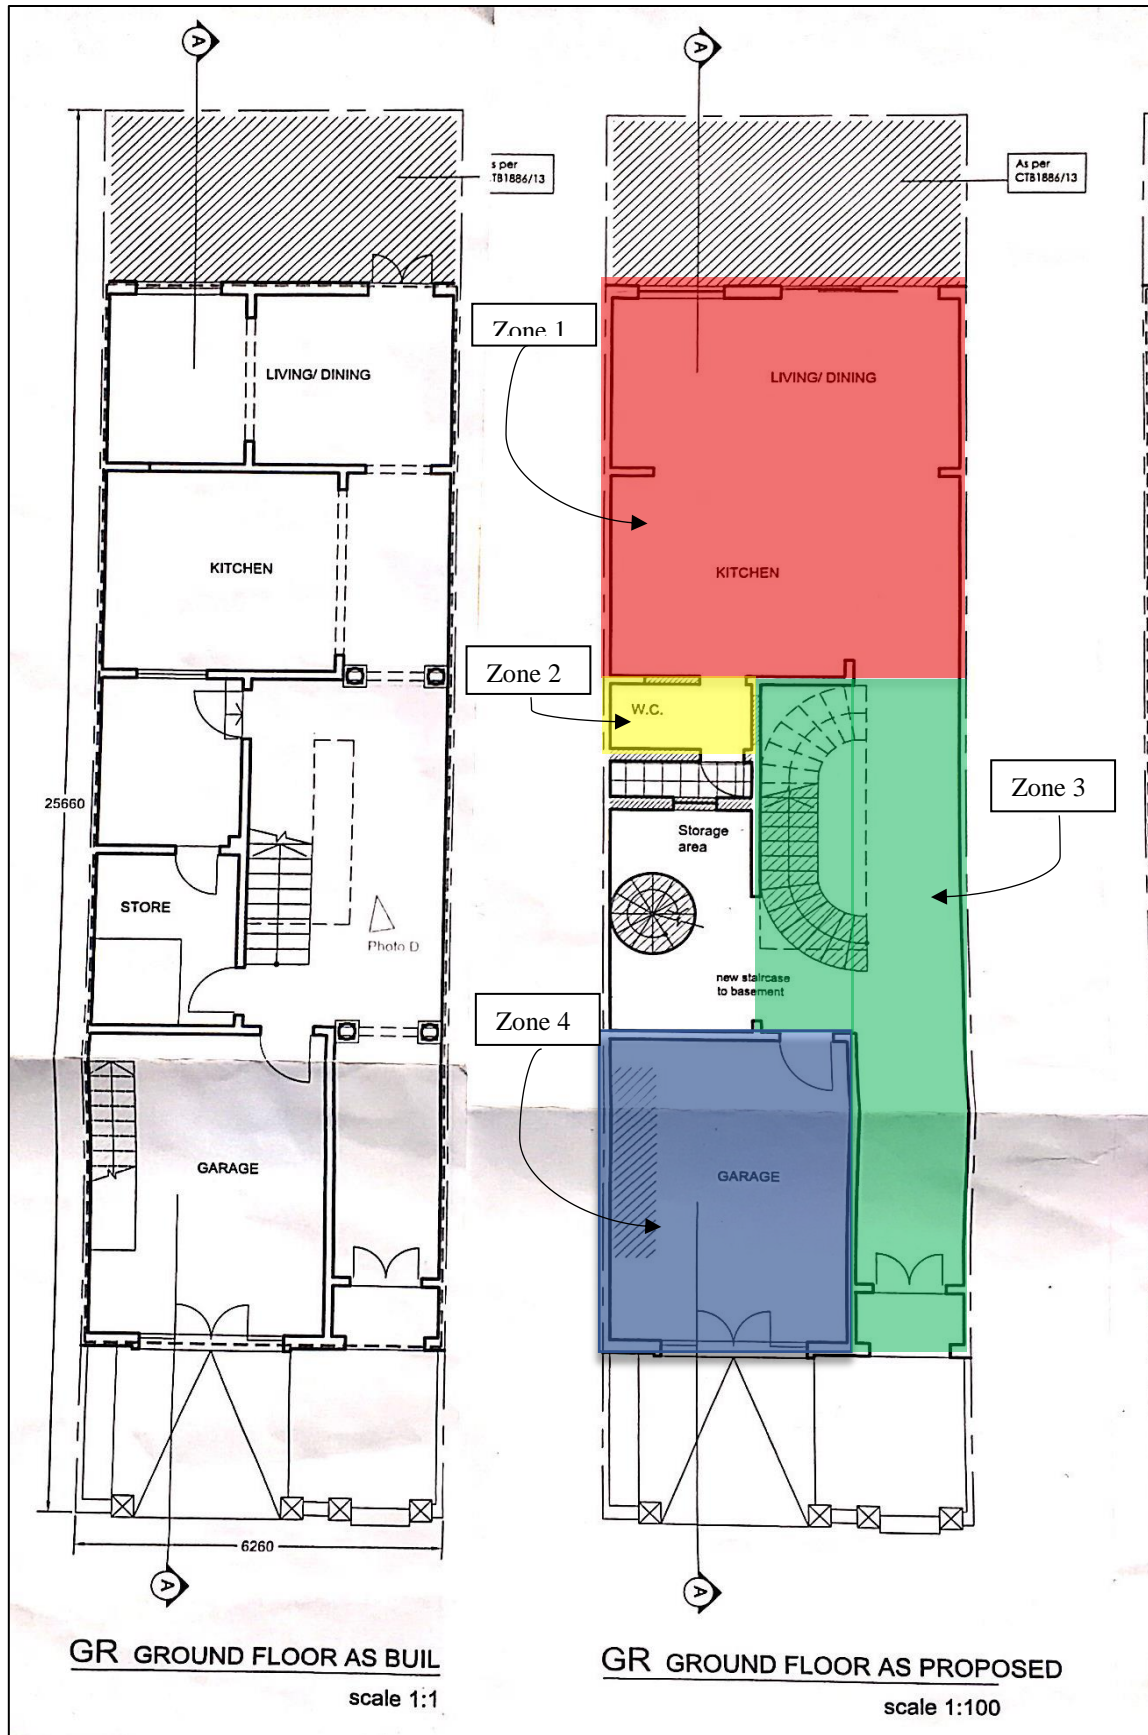 A
A
s per
.TB1886/13
As per
CTB1886/13
Zone 1
LIVING/ DINING
LIVING/ DINING
KITCHEN
KITCHEN
Zone 2
W.C.
25660
Zone 3
Storage
area
STORE
Photo D
new staircase
to basement
Zone 4
GARAGE
GARAGE
6260
A
A
GR GROUND FLOOR AS BUIL
scale 1:1
GR GROUND FLOOR AS PROPOSED
scale 1:100